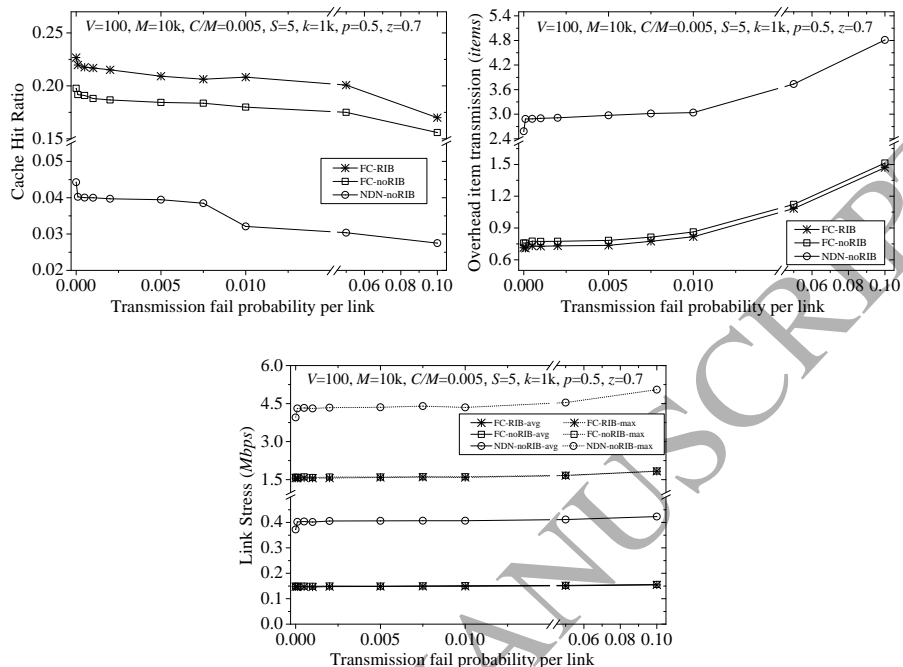 V=100, M=10k, C/M=0.005, S=5, k=1k, p=0.5, z=0.7
Cache Hit Ratio
0.25
0.20
0.15
0.04
0.03
0.02
FC-RIB
FC-noRIB
NDN-noRIB
0.000 0.005 0.010 0.06 0.08 0.10
Transmission fail probability per link
V=100, M=10k, C/M=0.005, S=5, k=1k, p=0.5, z=0.7
Overhead item transmission (items)
4.8
3.6
3.0
2.4
1.5
1.2
0.9
0.6
FC-RIB
FC-noRIB
NDN-noRIB
0.000 0.005 0.010 0.06 0.08 0.10
Transmission fail probability per link
V=100, M=10k, C/M=0.005, S=5, k=1k, p=0.5, z=0.7
Link Stress (Mbps)
6.0
4.5
3.0
1.5
0.4
0.3
0.2
0.1
0.0
FC-RIB-avg FC-RIB-max
FC-noRIB-avg FC-noRIB-max
NDN-noRIB-avg NDN-noRIB-max
0.000 0.005 0.010 0.06 0.08 0.10
Transmission fail probability per link
MANUSCRIPT